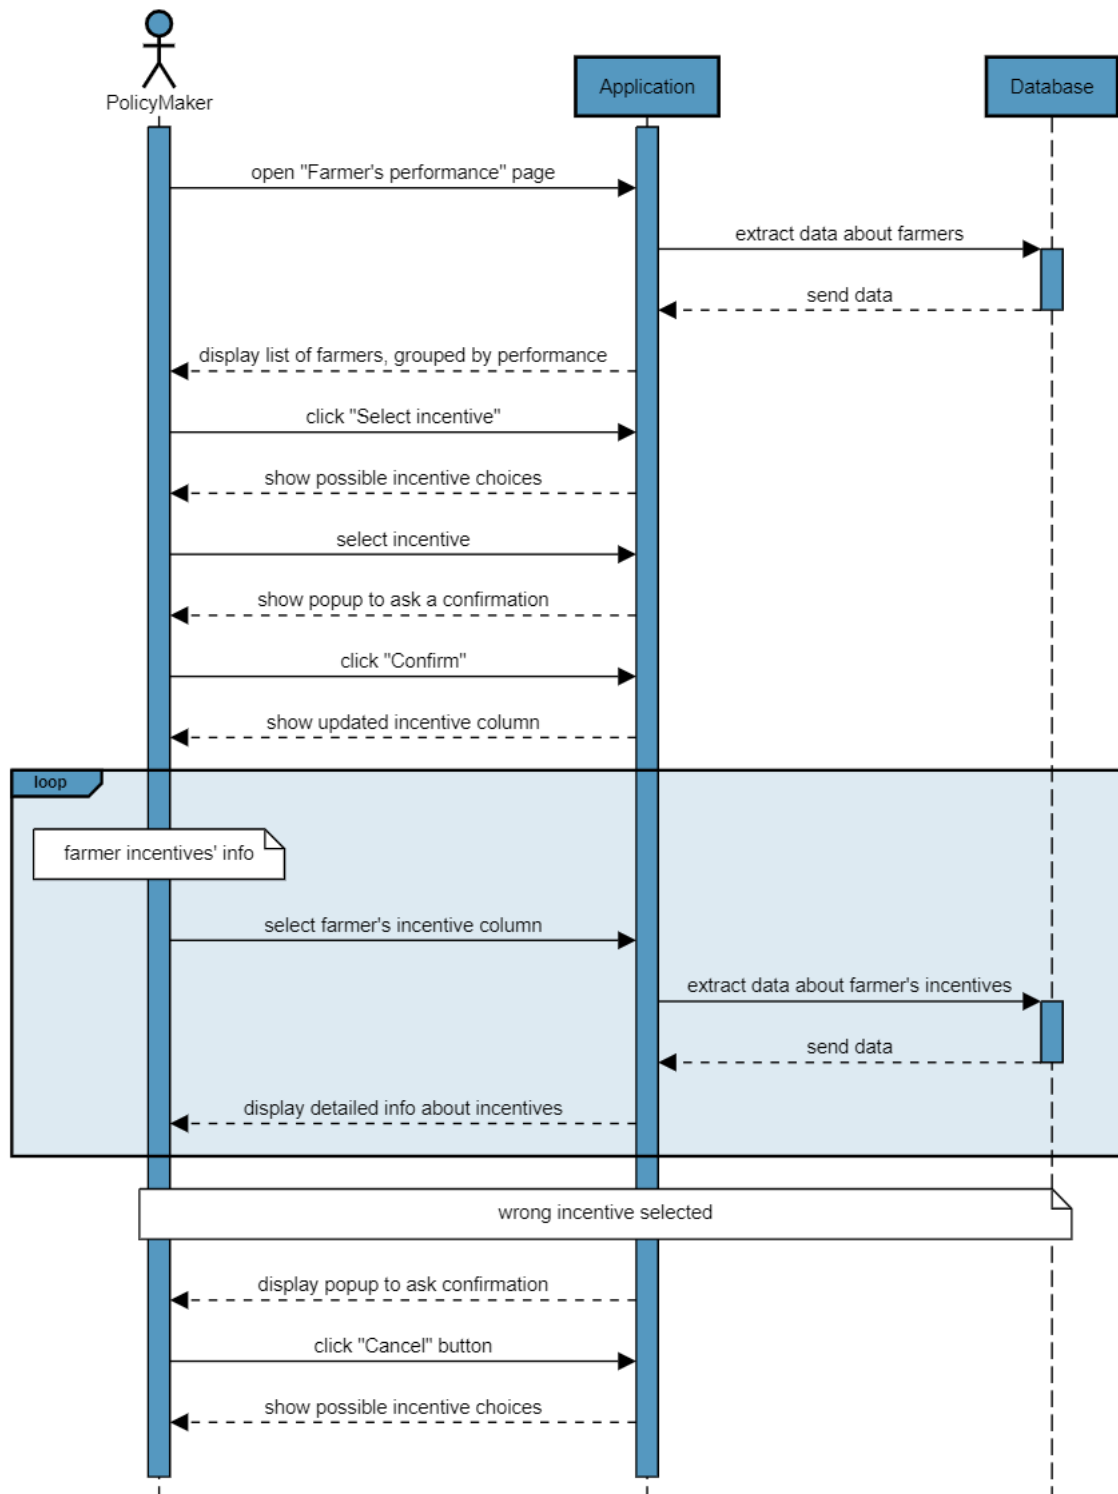 PolicyMaker
Application
Database
open "Farmer's performance" page
extract data about farmers
send data
display list of farmers, grouped by performance
click "Select incentive"
show possible incentive choices
select incentive
show popup to ask a confirmation
click "Confirm"
show updated incentive column
loop
farmer incentives' info
select farmer's incentive column
extract data about farmer's incentives
send data
display detailed info about incentives
wrong incentive selected
display popup to ask confirmation
click "Cancel" button
show possible incentive choices